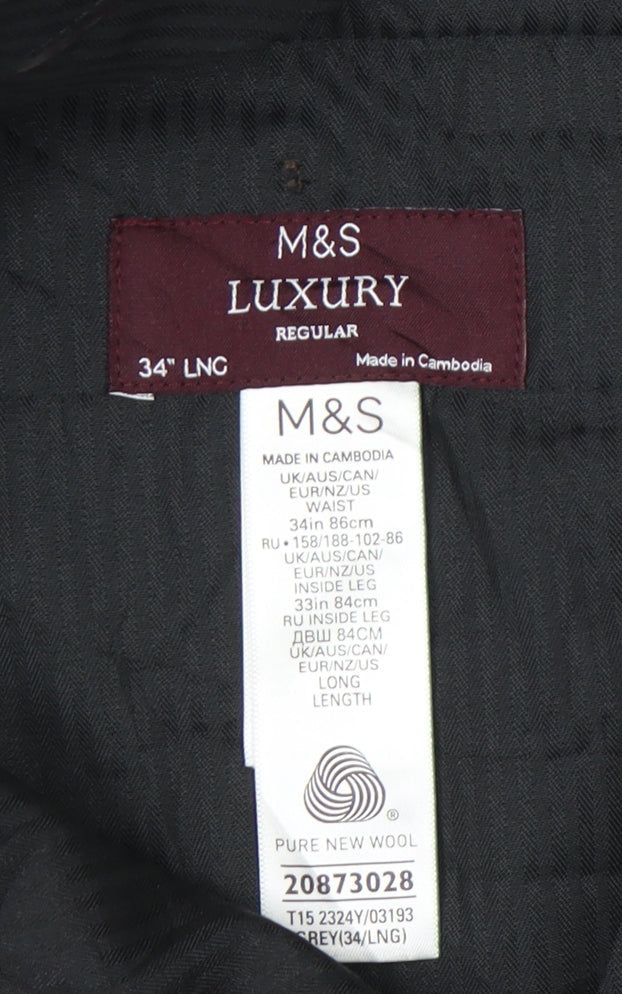 M&S
LUXURY
REGULAR
34" LNG
Made in Cambodia
M&S
MADE IN CAMBODIA
UK/AUS/CAN/
EUR/NZ/US
WAIST
34in 86cm
RU • 158/188-102-86
UK/AUS/CAN/
EUR/NZ/US
INSIDE LEG
33in 84cm
RU INSIDE LEG
ДВШ 84СМ
UK/AUS/CAN/
EUR/NZ/US
LONG
LENGTH
®
PURE NEW WOOL
20873028
T15 2324Y/03193
GREY(34/LNG)